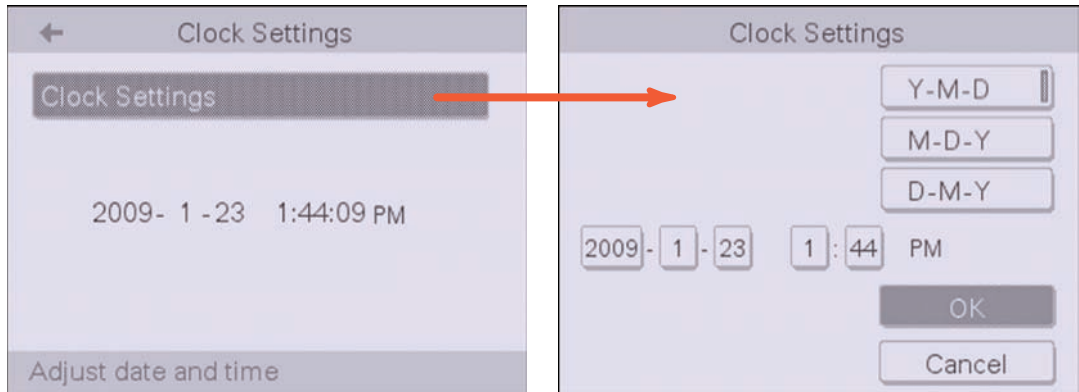 Clock Settings
Clock Settings
2009- 1 -23 1:44:09 PM
Adjust date and time
Clock Settings
Y-M-D
M-D-Y
D-M-Y
2009 - 1 - 23 1 : 44 PM
OK
Cancel